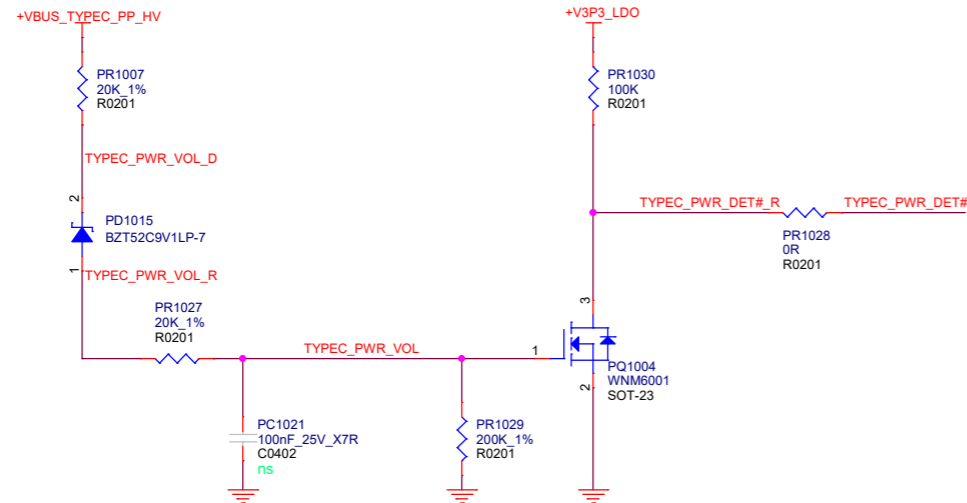 +VBUS_TYPEC_PP_HV
+V3P3_LDO
PR1007
20K_1%
R0201
PR1030
100K
R0201
TYPEC_PWR_VOL_D
2
PD1015
BZT52C9V1LP-7
1
TYPEC_PWR_VOL_R
TYPEC_PWR_DET#_R
TYPEC_PWR_DET#
PR1028
0R
R0201
PR1027
20K_1%
R0201
TYPEC_PWR_VOL
1
3
2
PQ1004
WNM6001
SOT-23
PC1021
100nF_25V_X7R
C0402
ns
PR1029
200K_1%
R0201